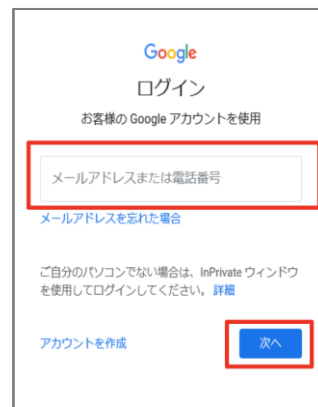 Google
ログイン
お客様の Google アカウントを使用
メールアドレスまたは電話番号
メールアドレスを忘れた場合
ご自分のパソコンでない場合は、InPrivate ウィンドウ
を使用してログインしてください。詳細
アカウントを作成
次へ